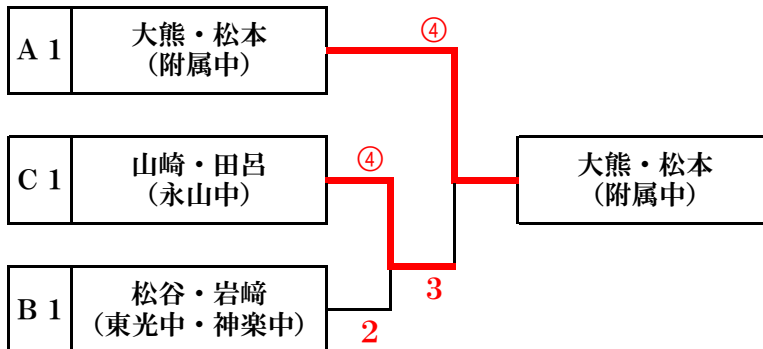 A 1
大熊・松本
（附属中）
④
C 1
山崎・田呂
（永山中）
④
大熊・松本
（附属中）
B 1
松谷・岩﨑
（東光中・神楽中）
3
2